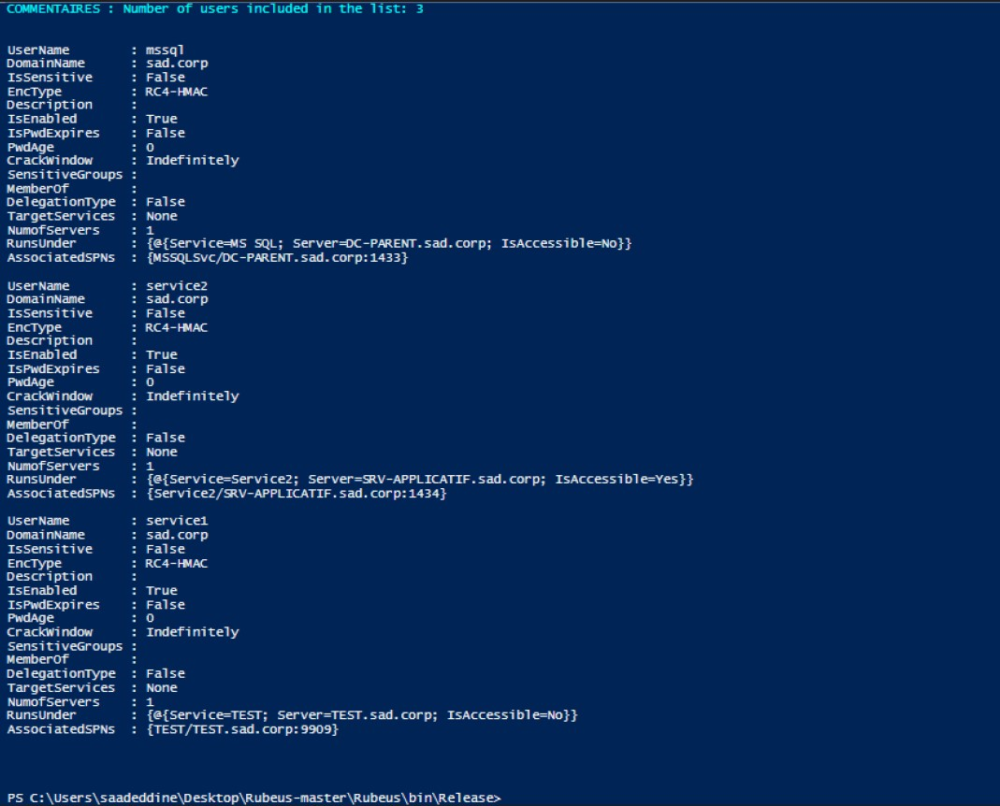 COMMENTAIRES : Number of users included in the list: 3
UserName : mssql
DomainName : sad.corp
IsSensitive : False
EncType : RC4-HMAC
Description :
IsEnabled : True
IsPwdExpires : False
PwdAge : 0
CrackWindow : Indefinitely
SensitiveGroups :
MemberOf :
DelegationType : False
TargetServices : None
NumofServers : 1
RunsUnder : {@{Service=MS SQL; Server=DC-PARENT.sad.corp; IsAccessible=No}}
AssociatedSPNs : {MSSQLSvc/DC-PARENT.sad.corp:1433}
UserName : service2
DomainName : sad.corp
IsSensitive : False
EncType : RC4-HMAC
Description :
IsEnabled : True
IsPwdExpires : False
PwdAge : 0
CrackWindow : Indefinitely
SensitiveGroups :
MemberOf :
DelegationType : False
TargetServices : None
NumofServers : 1
RunsUnder : {@{Service=Service2; Server=SRV-APPLICATIF.sad.corp; IsAccessible=Yes}}
AssociatedSPNs : {Service2/SRV-APPLICATIF.sad.corp:1434}
UserName : service1
DomainName : sad.corp
IsSensitive : False
EncType : RC4-HMAC
Description :
IsEnabled : True
IsPwdExpires : False
PwdAge : 0
CrackWindow : Indefinitely
SensitiveGroups :
MemberOf :
DelegationType : False
TargetServices : None
NumofServers : 1
RunsUnder : {@{Service=TEST; Server=TEST.sad.corp; IsAccessible=No}}
AssociatedSPNs : {TEST/TEST.sad.corp:9909}
PS C:\Users\saadeddine\Desktop\Rubeus-master\Rubeus\bin\Release>